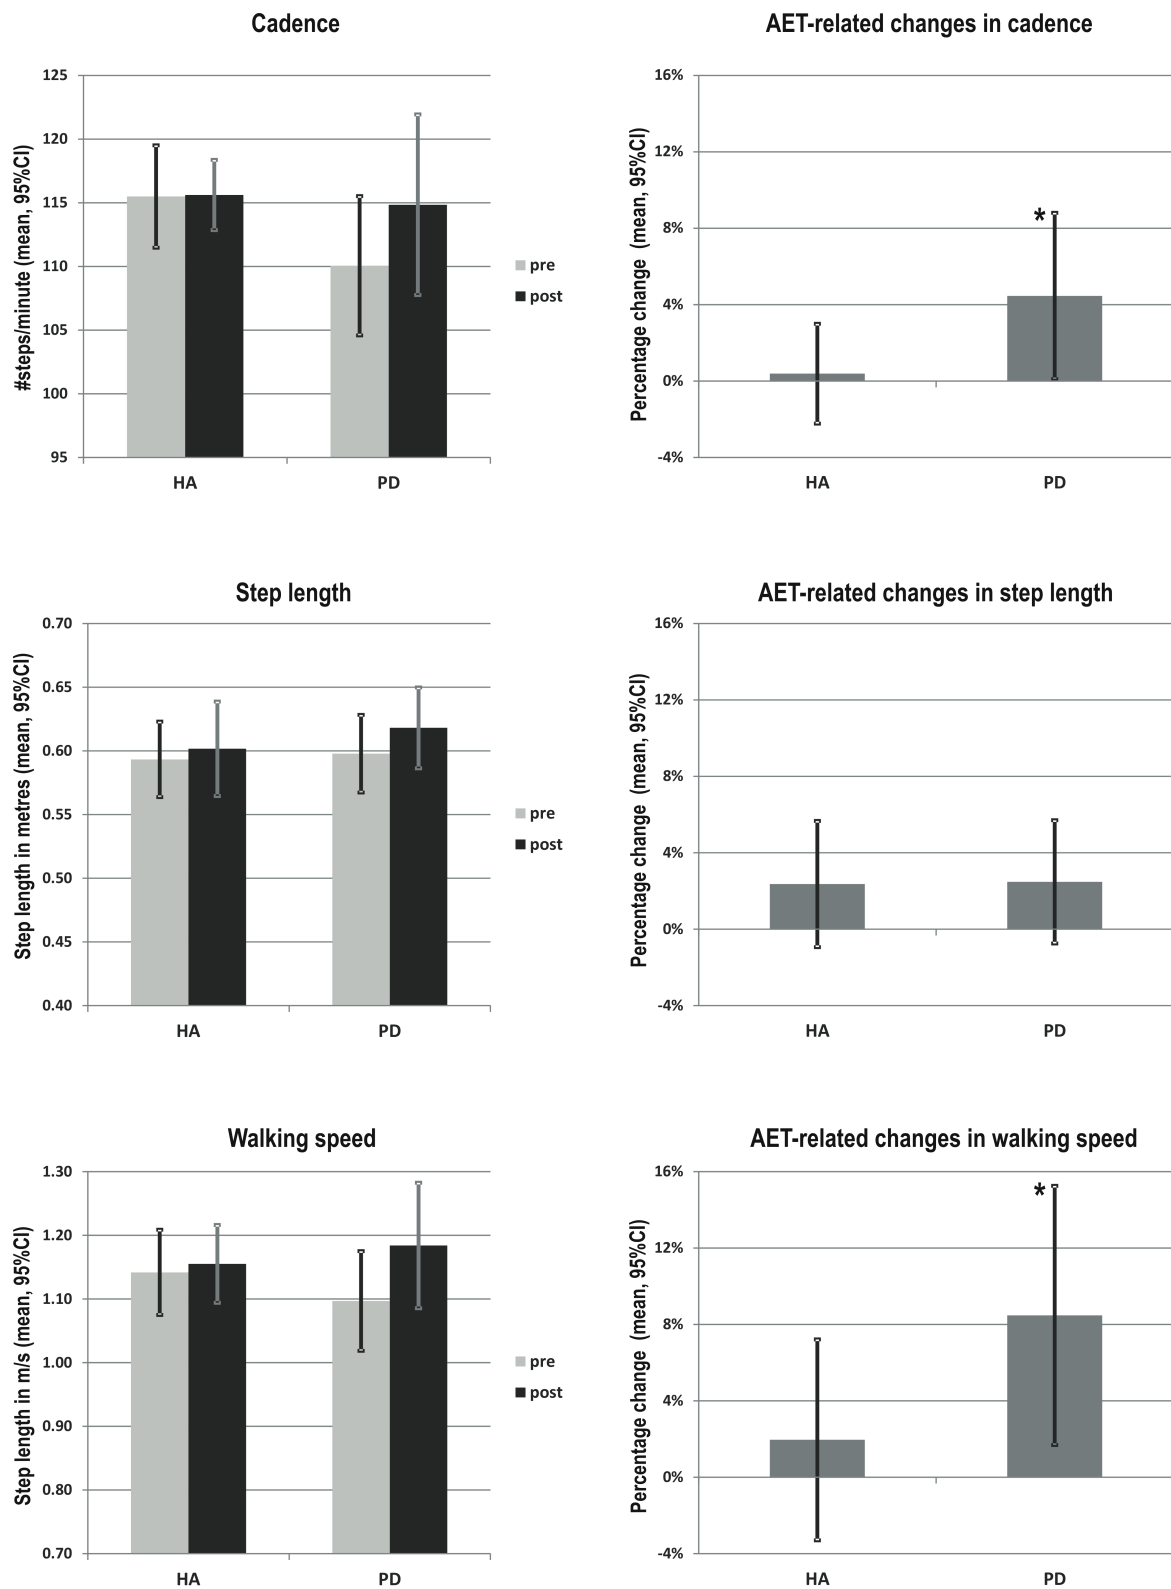 Cadence
#steps/minute (mean, 95%CI)
125
120
115
110
105
100
95
HA
PD
pre
post
AET-related changes in cadence
Percentage change (mean, 95%CI)
16%
12%
8%
4%
0%
-4%
*
HA
PD
Step length
Step length in metres (mean, 95%CI)
0.70
0.65
0.60
0.55
0.50
0.45
0.40
HA
PD
pre
post
AET-related changes in step length
Percentage change (mean, 95%CI)
16%
12%
8%
4%
0%
-4%
HA
PD
Walking speed
Step length in m/s (mean, 95%CI)
1.30
1.20
1.10
1.00
0.90
0.80
0.70
HA
PD
pre
post
AET-related changes in walking speed
Percentage change (mean, 95%CI)
16%
12%
8%
4%
0%
-4%
*
HA
PD